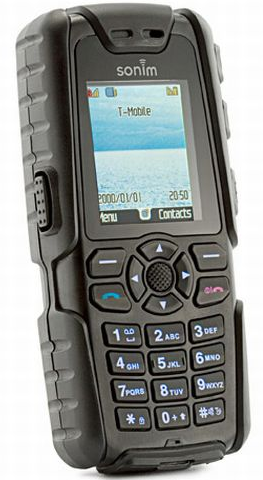 sonim
T-Mobile
2000/01/01 20:50
Menu Contacts
1 2 ABC 3 DEF
4 GHI 5 JKL 6 MNO
7 PQRS 8 TUV 9 WXYZ
* 0 + #